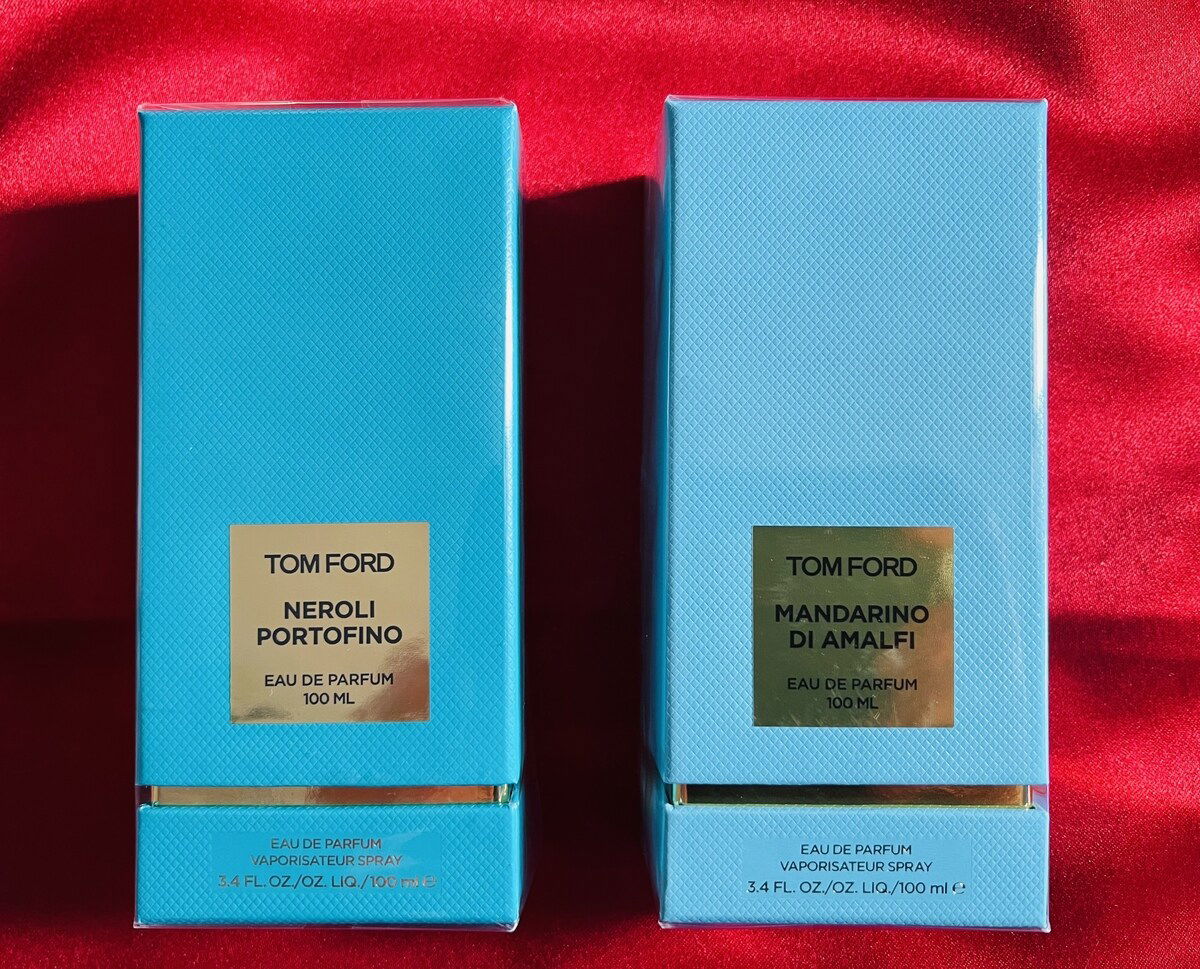 TOM FORD
NEROLI
PORTOFINO
EAU DE PARFUM
100 ML
EAU DE PARFUM
VAPORISATEUR SPRAY
3.4 FL. OZ./OZ. LIQ./100 ml ℮
TOM FORD
MANDARINO
DI AMALFI
EAU DE PARFUM
100 ML
EAU DE PARFUM
VAPORISATEUR SPRAY
3.4 FL. OZ./OZ. LIQ./100 ml ℮